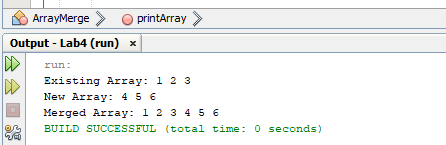 ArrayMerge printArray
Output - Lab4 (run) x
run:
Existing Array: 1 2 3
New Array: 4 5 6
Merged Array: 1 2 3 4 5 6
BUILD SUCCESSFUL (total time: 0 seconds)